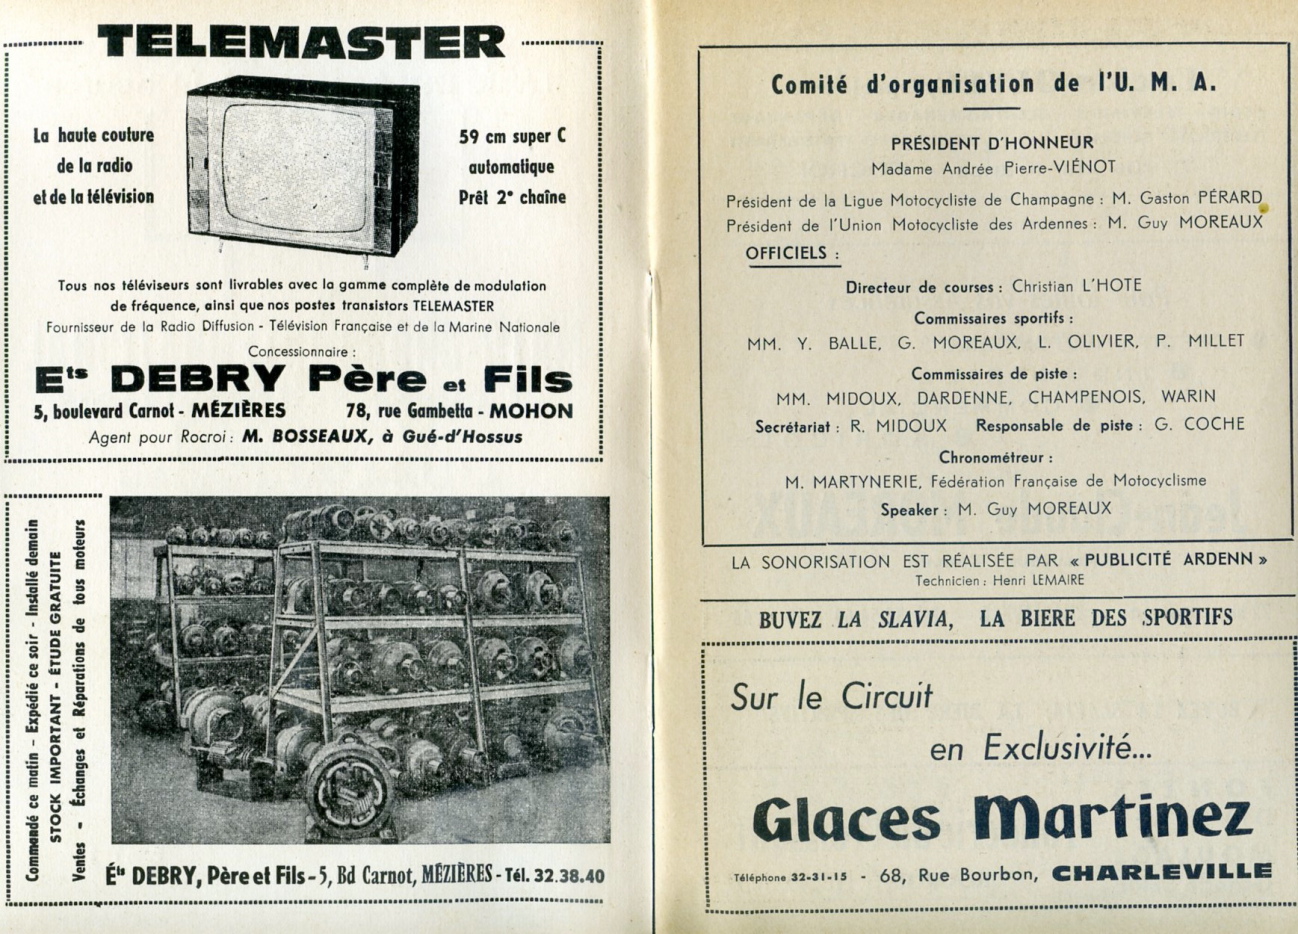 TELEMASTER
La haute couture
de la radio
et de la télévision
59 cm super C
automatique
Prêt 2e chaîne
Tous nos téléviseurs sont livrables avec la gamme complète de modulation
de fréquence, ainsi que nos postes transistors TELEMASTER
Fournisseur de la Radio Diffusion - Télévision Française et de la Marine Nationale
Concessionnaire :
Ets DEBRY Père et Fils
5, boulevard Carnot - MÉZIÈRES 78, rue Gambetta - MOHON
Agent pour Rocroi : M. BOSSEAUX, à Gué-d'Hossus
Commandé ce matin - Expédié ce soir - Installé demain
STOCK IMPORTANT - ÉTUDE GRATUITE
Ventes - Échanges et Réparations de tous moteurs
Éts DEBRY, Père et Fils - 5, Bd Carnot, MÉZIÈRES - Tél. 32.38.40
Comité d'organisation de l'U. M. A.
PRÉSIDENT D'HONNEUR
Madame Andrée Pierre-VIÉNOT
Président de la Ligue Motocycliste de Champagne : M. Gaston PÉRARD
Président de l'Union Motocycliste des Ardennes : M. Guy MOREAUX
OFFICIELS :
Directeur de courses : Christian L'HOTE
Commissaires sportifs :
MM. Y. BALLE, G. MOREAUX, L. OLIVIER, P. MILLET
Commissaires de piste :
MM. MIDOUX, DARDENNE, CHAMPENOIS, WARIN
Secrétariat : R. MIDOUX Responsable de piste : G. COCHE
Chronométreur :
M. MARTYNERIE, Fédération Française de Motocyclisme
Speaker : M. Guy MOREAUX
LA SONORISATION EST RÉALISÉE PAR « PUBLICITÉ ARDENN »
Technicien : Henri LEMAIRE
BUVEZ LA SLAVIA, LA BIERE DES SPORTIFS
Sur le Circuit
en Exclusivité...
Glaces Martinez
Téléphone 32-31-15 - 68, Rue Bourbon, CHARLEVILLE